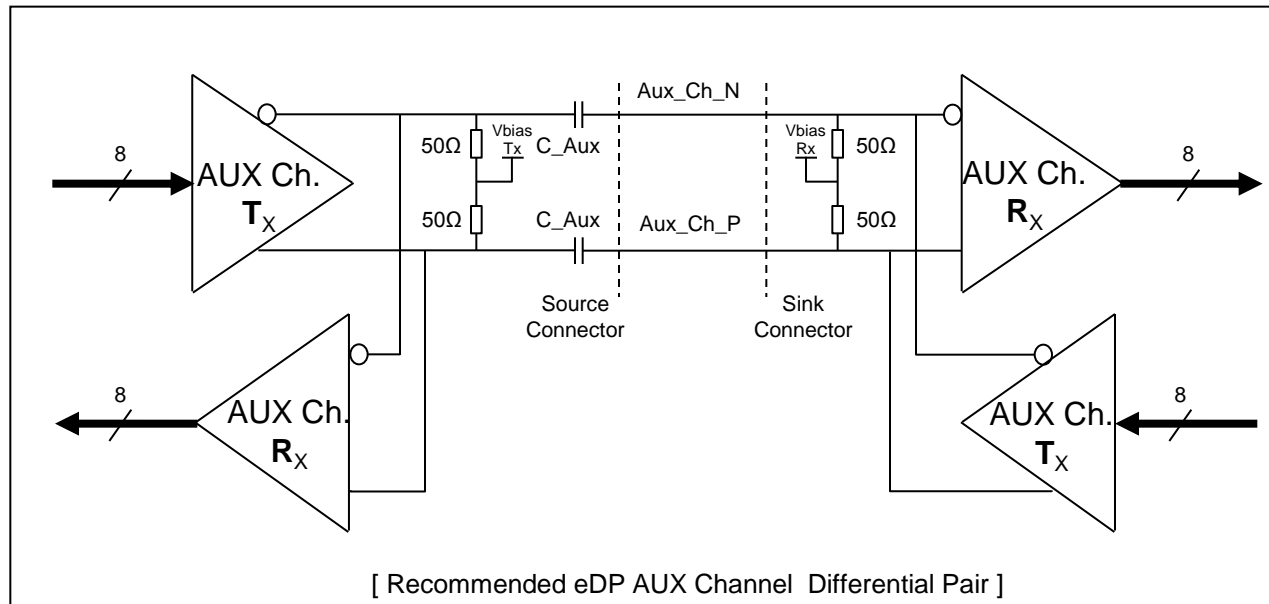 Aux_Ch_N
8
AUX Ch.
TX
50Ω
Vbias
Tx
C_Aux
Vbias
Rx
50Ω
AUX Ch.
RX
8
50Ω
C_Aux
Aux_Ch_P
50Ω
Source
Connector
Sink
Connector
8
AUX Ch.
RX
AUX Ch.
TX
8
[ Recommended eDP AUX Channel Differential Pair ]